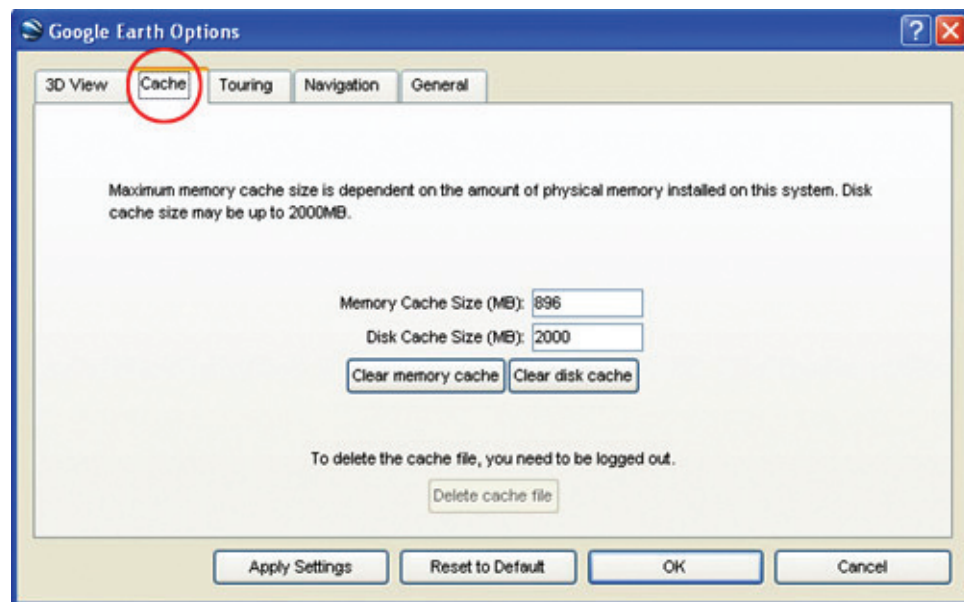 Google Earth Options
3D View Cache Touring Navigation General
Maximum memory cache size is dependent on the amount of physical memory installed on this system. Disk
cache size may be up to 2000MB.
Memory Cache Size (MB): 896
Disk Cache Size (MB): 2000
Clear memory cache Clear disk cache
To delete the cache file, you need to be logged out.
Delete cache file
Apply Settings Reset to Default OK Cancel